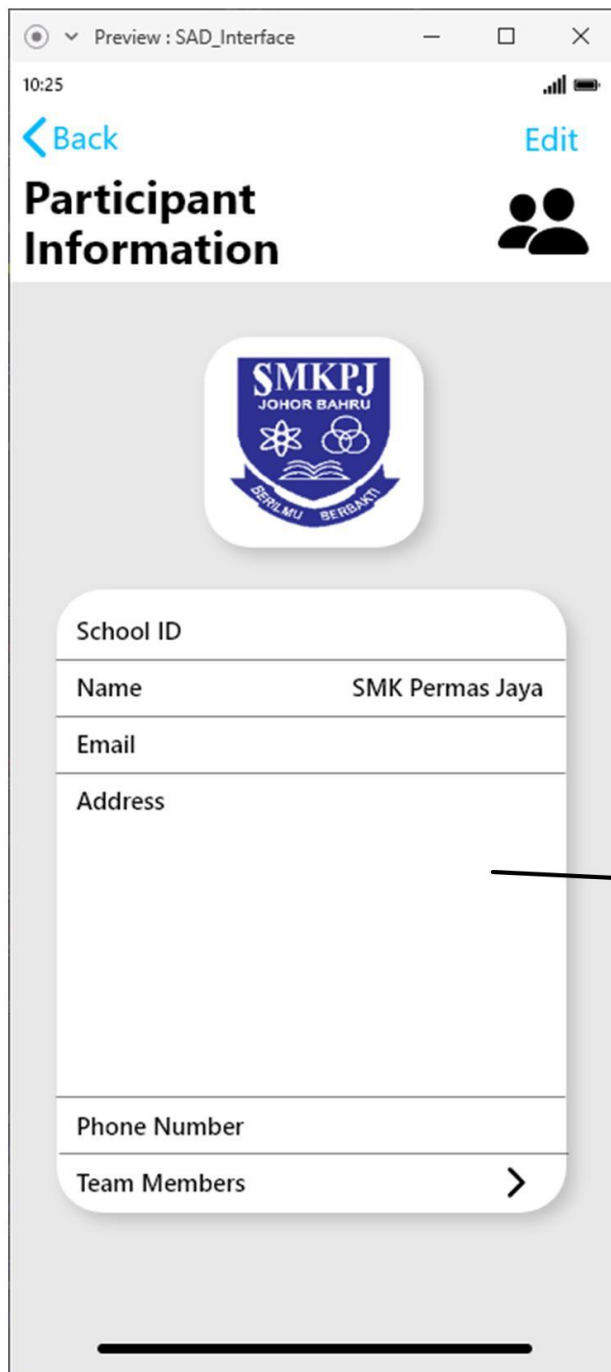 Preview : SAD_Interface
10:25
Back
Edit
Participant
Information
SMKPJ
JOHOR BAHRU
BERILMU BERBAKTI
School ID
Name SMK Permas Jaya
Email
Address
Phone Number
Team Members